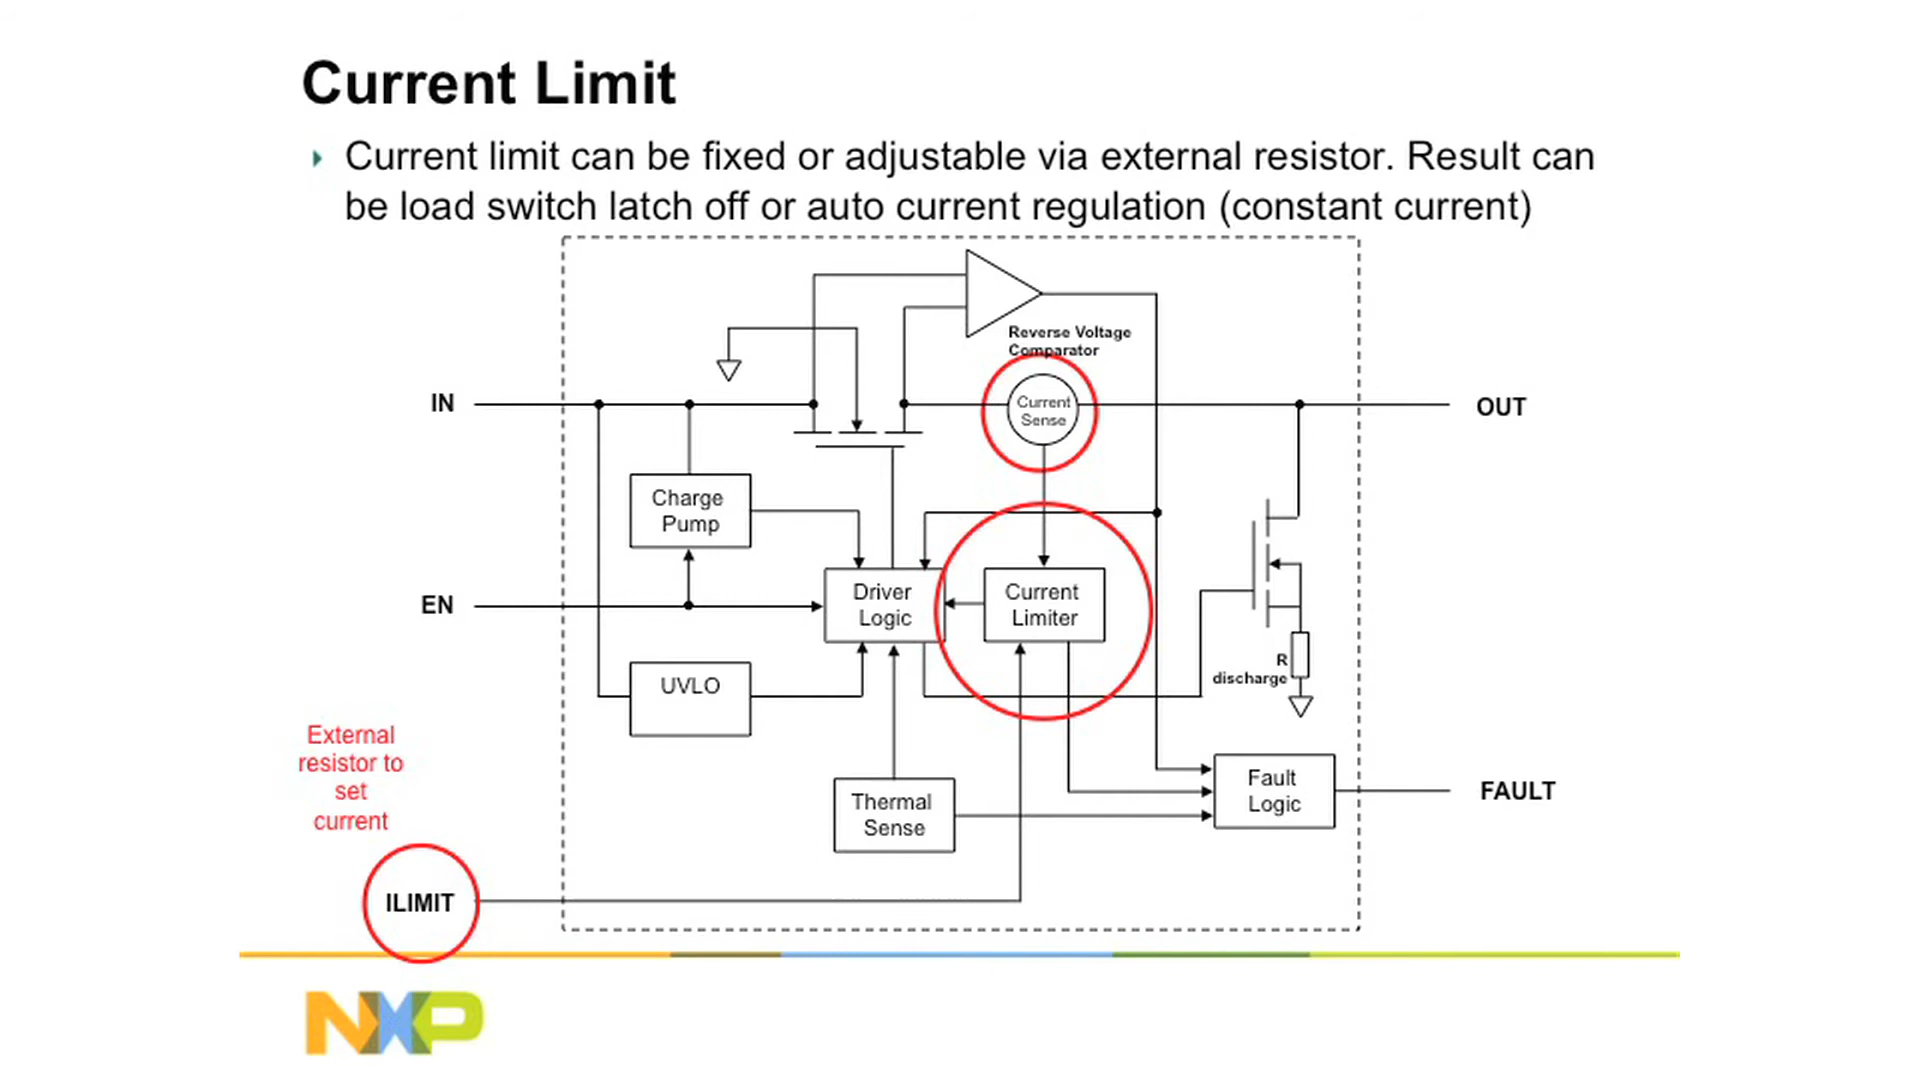 Current Limit
Current limit can be fixed or adjustable via external resistor. Result can
be load switch latch off or auto current regulation (constant current)
Reverse Voltage
Comparator
IN
Current
Sense
OUT
Charge
Pump
EN
Driver
Logic
Current
Limiter
UVLO
R
discharge
External
resistor to
set
current
Thermal
Sense
Fault
Logic
FAULT
ILIMIT
NXP